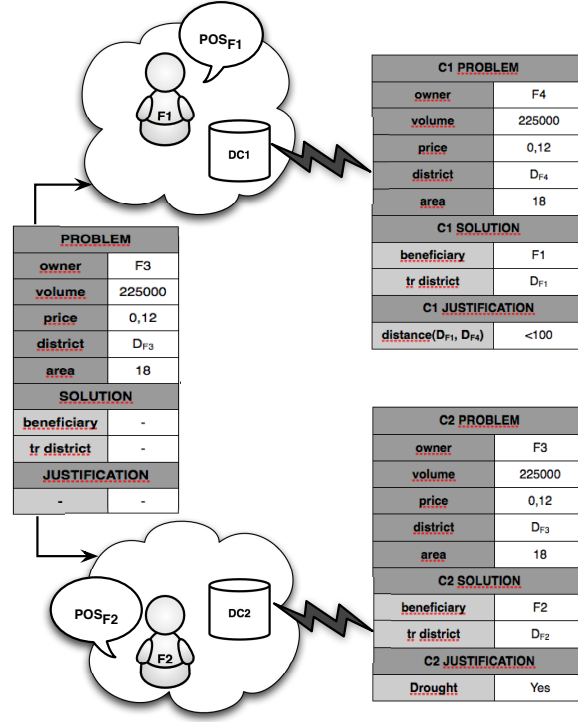 POSF1
F1
DC1
C1 PROBLEM
owner F4
volume 225000
price 0,12
district DF4
area 18
C1 SOLUTION
beneficiary F1
tr district DF1
C1 JUSTIFICATION
distance(DF1, DF4) <100
PROBLEM
owner F3
volume 225000
price 0,12
district DF3
area 18
SOLUTION
beneficiary -
tr district -
JUSTIFICATION
- -
POSF2
F2
DC2
C2 PROBLEM
owner F3
volume 225000
price 0,12
district DF3
area 18
C2 SOLUTION
beneficiary F2
tr district DF2
C2 JUSTIFICATION
Drought Yes